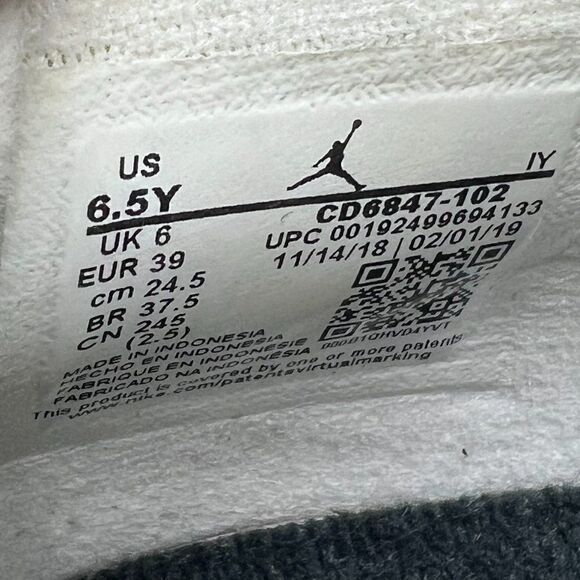 US
6.5Y
UK 6
EUR 39
cm 24.5
BR 37.5
CN 245
(2.5)
IY
CD6847-102
UPC 00192499694133
11/14/18 | 02/01/19
MADE IN INDONESIA
HECHO EN INDONESIA
FABRIQUE EN INDONESIE
FABRICADO NA INDONÉSIA
This product is covered by one or more patents
www.nike.com/patentsvirtualmarking